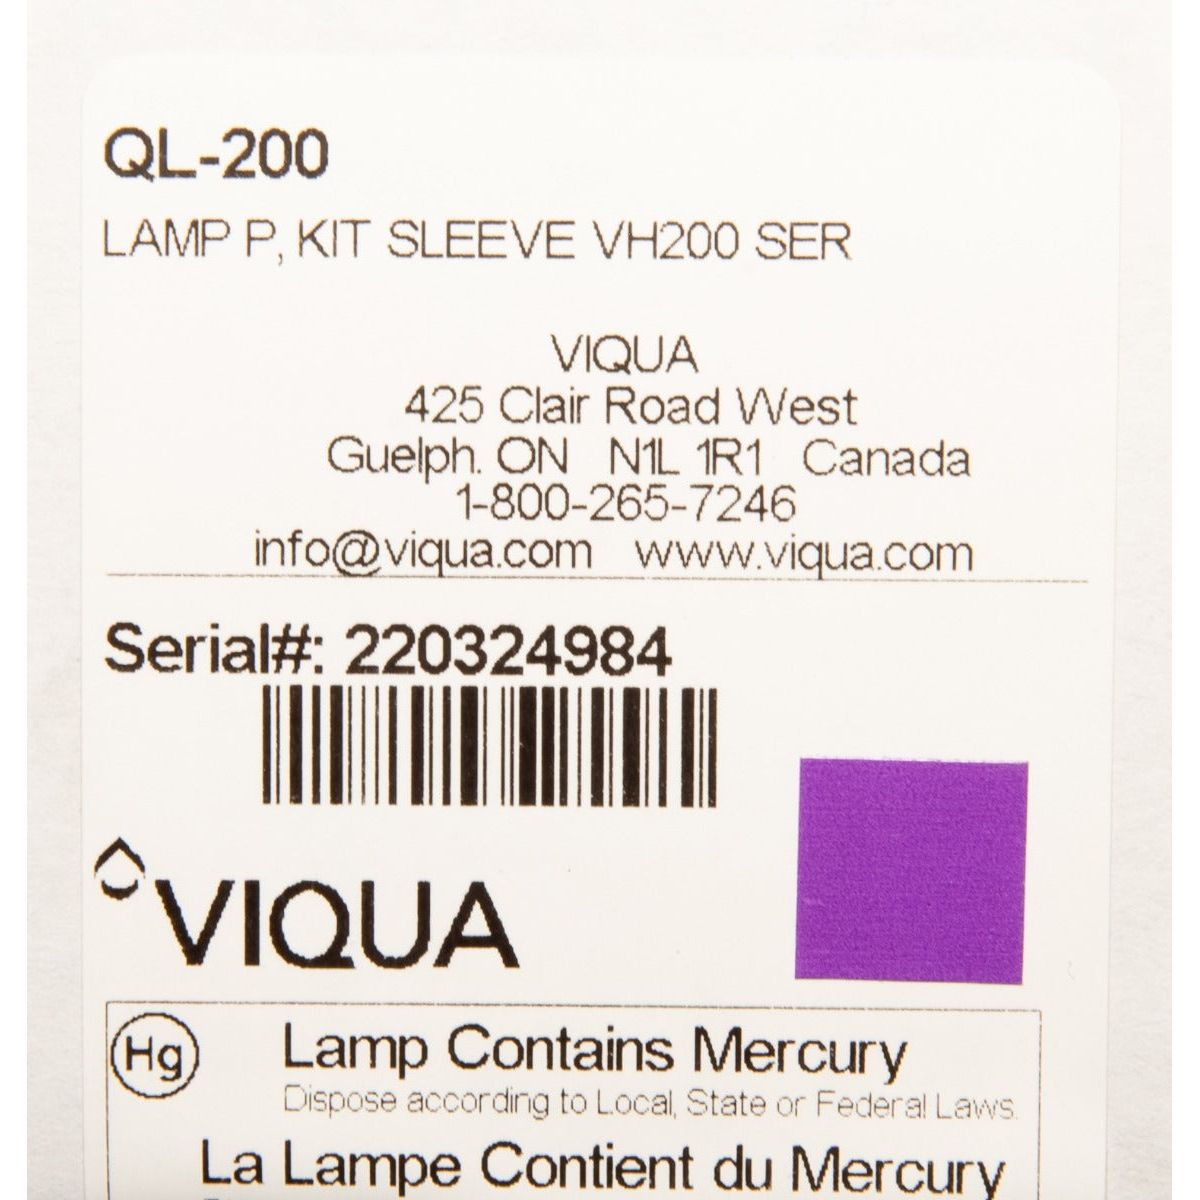 QL-200
LAMP P, KIT SLEEVE VH200 SER
VIQUA
425 Clair Road West
Guelph. ON N1L 1R1 Canada
1-800-265-7246
info@viqua.com www.viqua.com
Serial#: 220324984
VIQUA
Hg Lamp Contains Mercury
Dispose according to Local, State or Federal Laws.
La Lampe Contient du Mercury